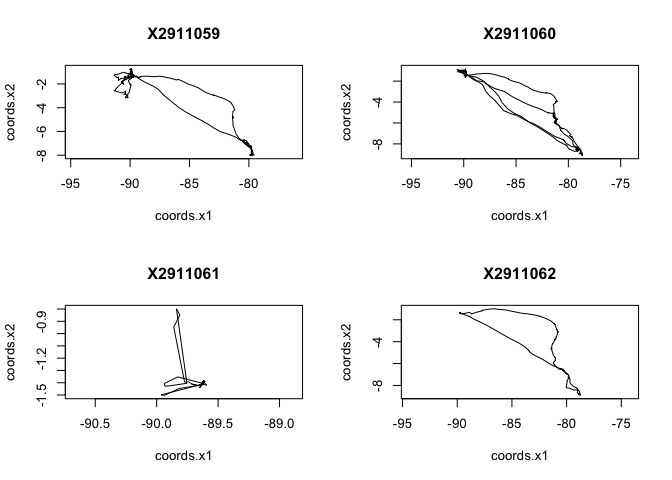 X2911059
coords.x2
-2
-4
-6
-8
-95 -90 -85 -80
coords.x1
X2911060
coords.x2
-4
-8
-95 -90 -85 -80 -75
coords.x1
X2911061
coords.x2
-0.9
-1.2
-1.5
-90.5 -90.0 -89.5 -89.0
coords.x1
X2911062
coords.x2
-4
-8
-95 -90 -85 -80 -75
coords.x1